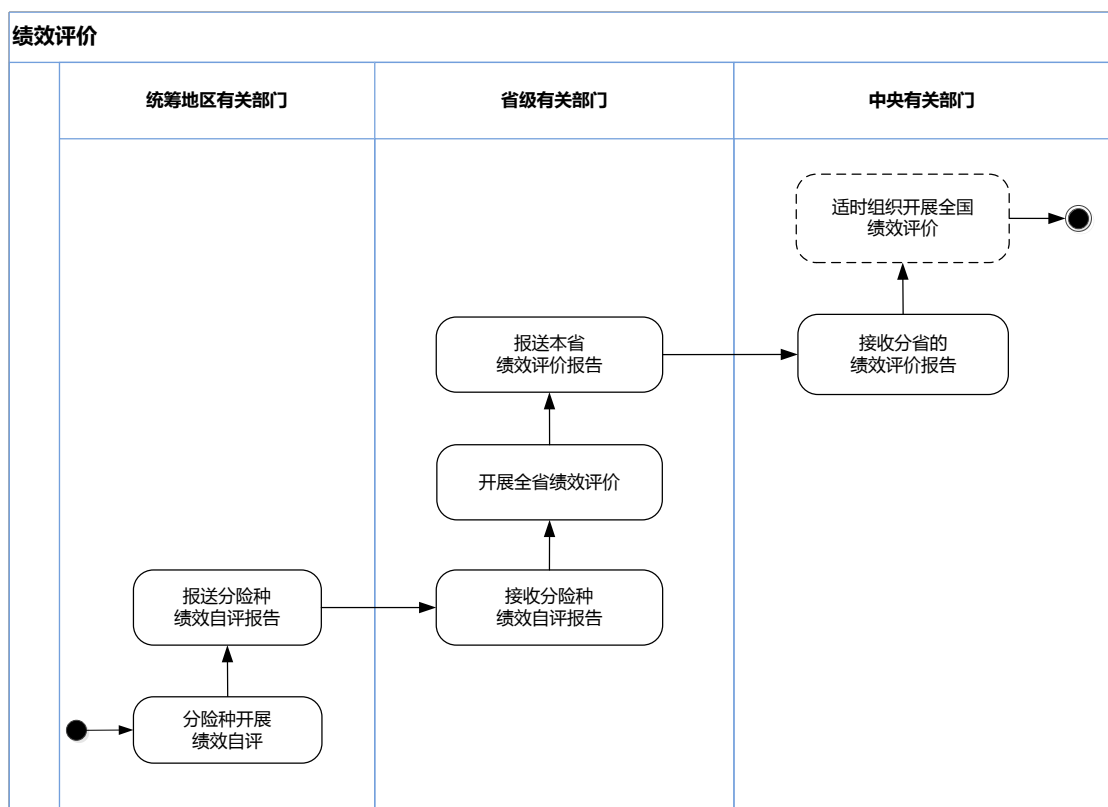 绩效评价
统筹地区有关部门
省级有关部门
中央有关部门
适时组织开展全国
绩效评价
报送本省
绩效评价报告
接收分省的
绩效评价报告
开展全省绩效评价
报送分险种
绩效自评报告
接收分险种
绩效自评报告
分险种开展
绩效自评